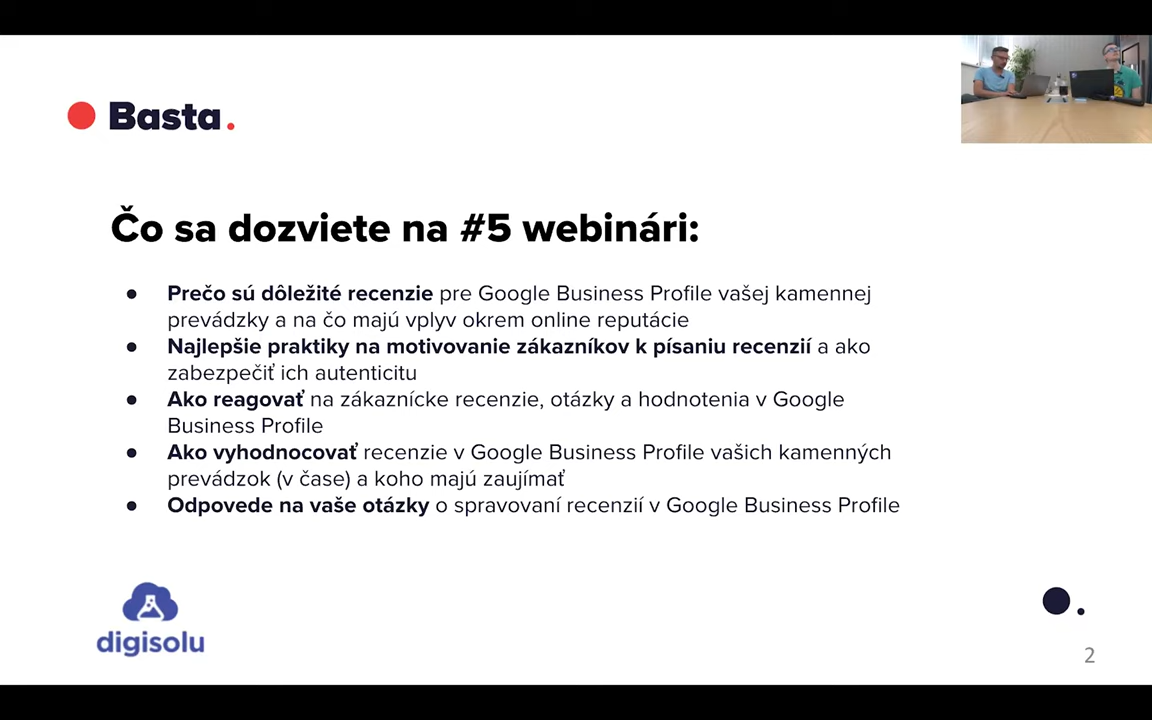 Basta.
Čo sa dozviete na #5 webinári:
● Prečo sú dôležité recenzie pre Google Business Profile vašej kamennej
prevádzky a na čo majú vplyv okrem online reputácie
● Najlepšie praktiky na motivovanie zákazníkov k písaniu recenzií a ako
zabezpečiť ich autenticitu
● Ako reagovať na zákaznícke recenzie, otázky a hodnotenia v Google
Business Profile
● Ako vyhodnocovať recenzie v Google Business Profile vašich kamenných
prevádzok (v čase) a koho majú zaujímať
● Odpovede na vaše otázky o spravovaní recenzií v Google Business Profile
digisolu
2